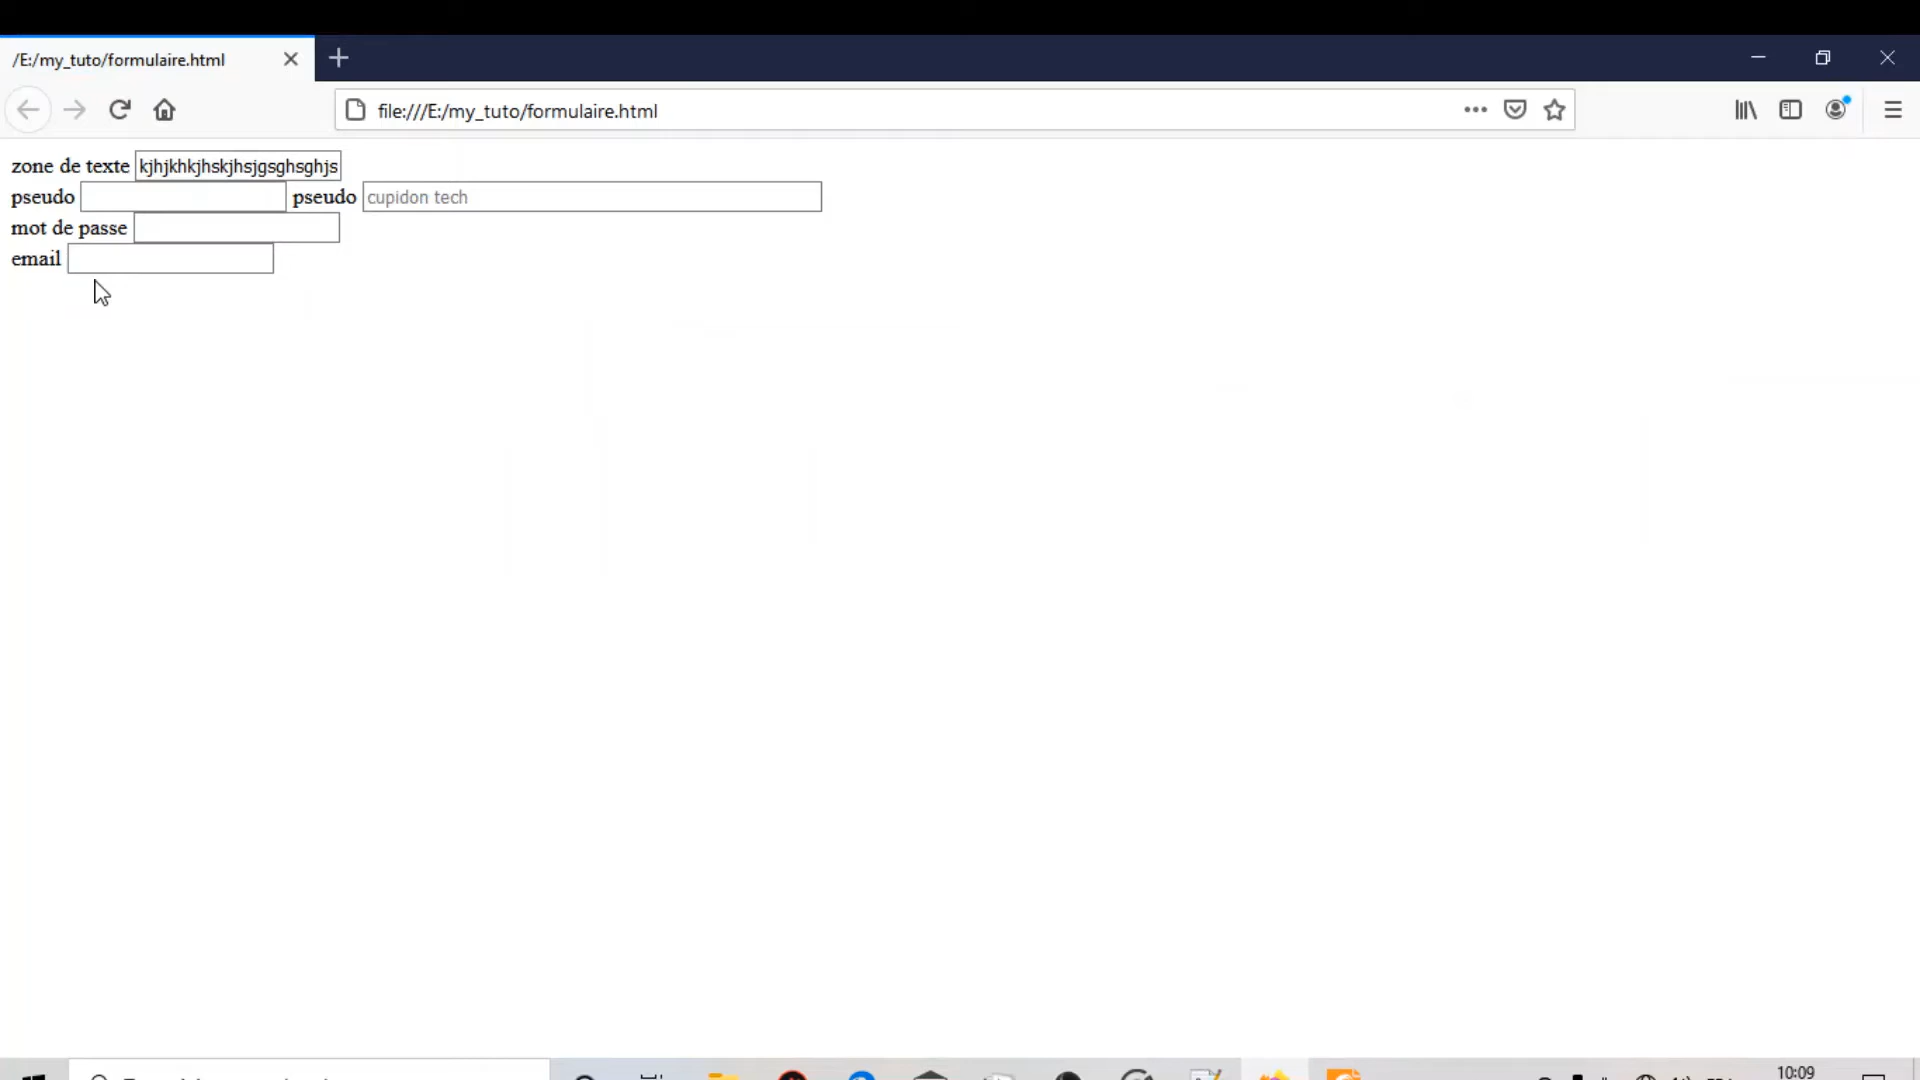 /E:/my_tuto/formulaire.html
file:///E:/my_tuto/formulaire.html
zone de texte kjhjkhkjhskjhsjgsghsghjs
pseudo pseudo cupidon tech
mot de passe
email
10:09